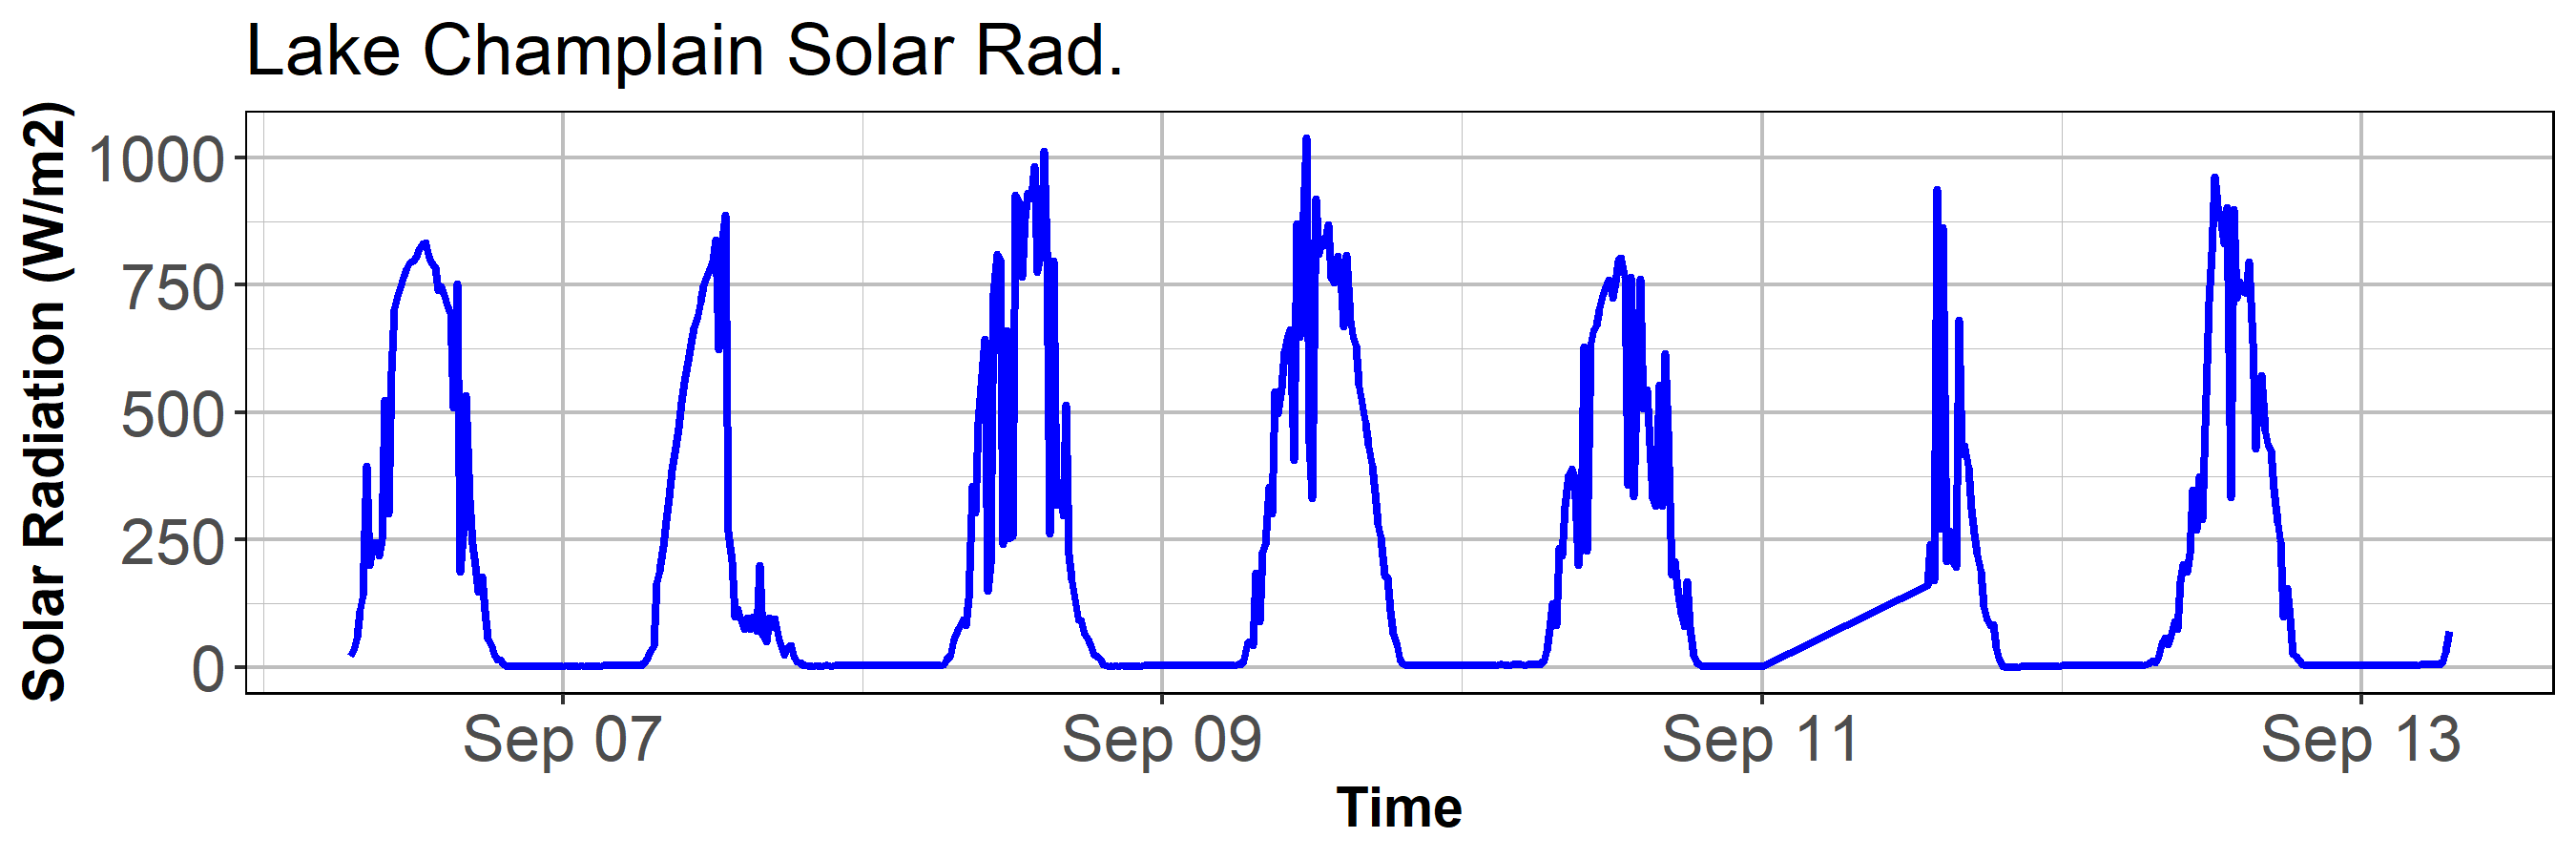 Lake Champlain Solar Rad.
Solar Radiation (W/m2)
1000
750
500
250
0
Sep 07
Sep 09
Sep 11
Sep 13
Time